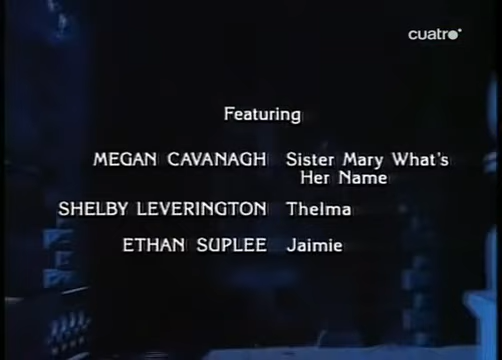 cuatro
Featuring
MEGAN CAVANAGH Sister Mary What's
Her Name
SHELBY LEVERINGTON Thelma
ETHAN SUPLEE Jaimie